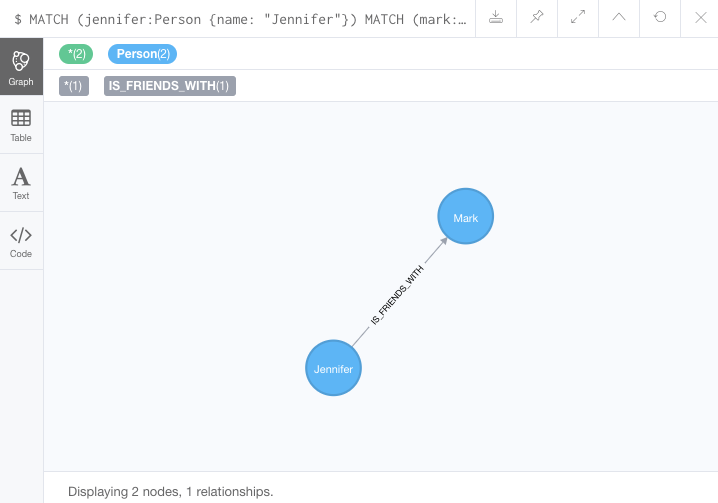 $ MATCH (jennifer:Person {name: "Jennifer"}) MATCH (mark:…
*(2) Person(2)
*(1) IS_FRIENDS_WITH(1)
Graph
Table
A
Text
</>
Code
Mark
IS_FRIENDS_WITH
Jennifer
Displaying 2 nodes, 1 relationships.